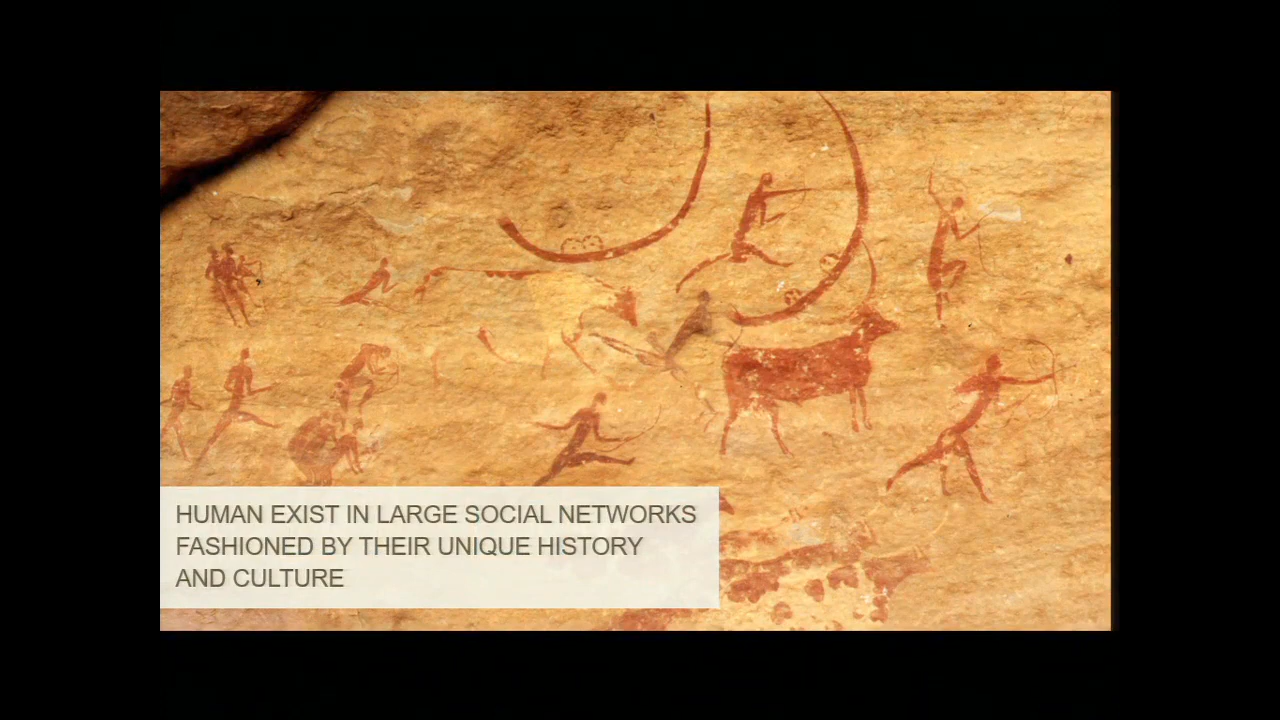 HUMAN EXIST IN LARGE SOCIAL NETWORKS
FASHIONED BY THEIR UNIQUE HISTORY
AND CULTURE